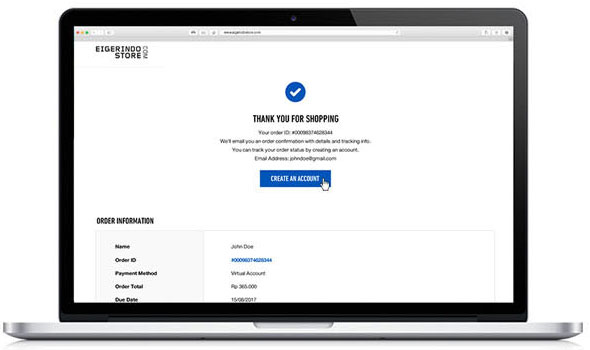 www.eigerindostore.com
EIGERINDO
STORE
COM
THANK YOU FOR SHOPPING
Your order ID: #00098374628344
We'll email you an order confirmation with details and tracking info.
You can track your order status by creating an account.
Email Address: johndoe@gmail.com
CREATE AN ACCOUNT
ORDER INFORMATION
Name John Doe
Order ID #00098374628344
Payment Method Virtual Account
Order Total Rp 365.000
Due Date 15/08/2017